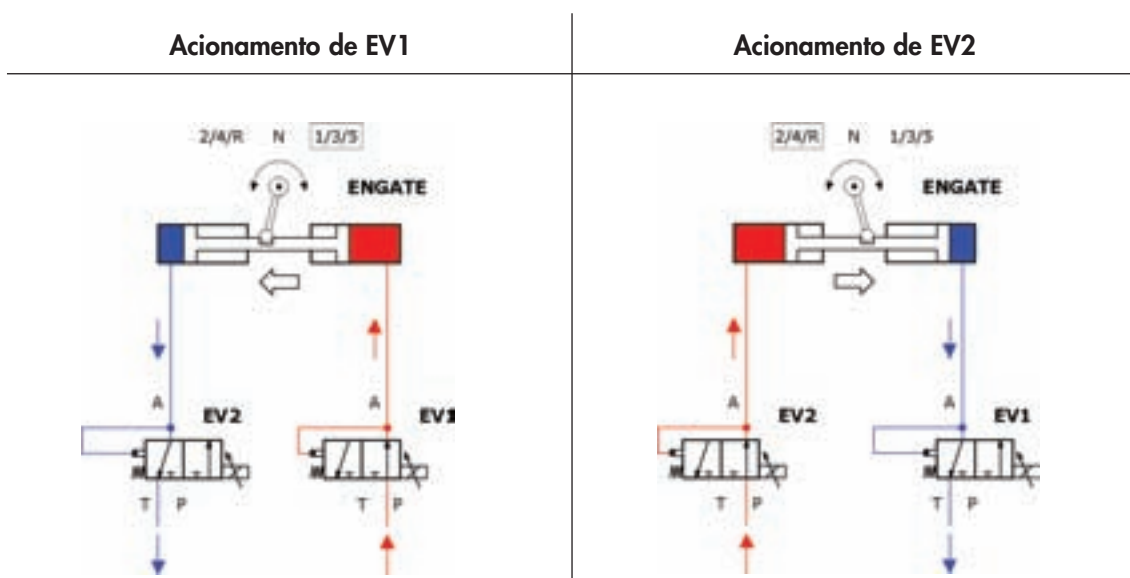 Acionamento de EV1
2/4/R N 1/3/5
ENGATE
A EV2
A EV1
T P
T P
Acionamento de EV2
2/4/R N 1/3/5
ENGATE
A EV2
A EV1
T P
T P